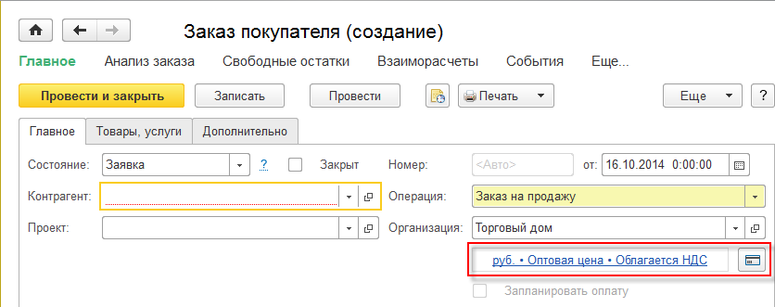 Заказ покупателя (создание)
Главное Анализ заказа Свободные остатки Взаиморасчеты События Еще...
Провести и закрыть Записать Провести Печать Еще ?
Главное Товары, услуги Дополнительно
Состояние: Заявка ? Закрыт Номер: <Авто> от: 16.10.2014 0:00:00
Контрагент: Операция: Заказ на продажу
Проект: Организация: Торговый дом
руб. • Оптовая цена • Облагается НДС
Запланировать оплату